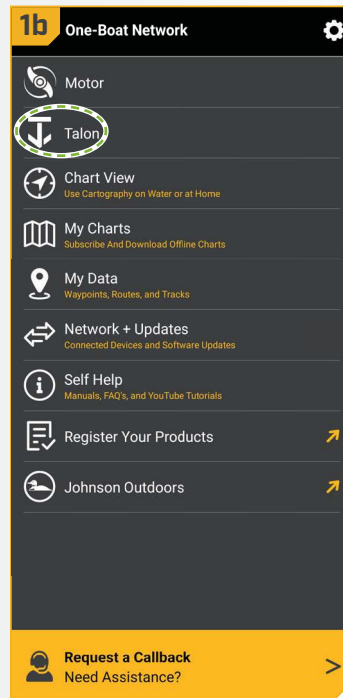 1b
One-Boat Network
Motor
Talon
Chart View
Use Cartography on Water or at Home
My Charts
Subscribe And Download Offline Charts
My Data
Waypoints, Routes, and Tracks
Network + Updates
Connected Devices and Software Updates
Self Help
Manuals, FAQ's, and YouTube Tutorials
Register Your Products
Johnson Outdoors
Request a Callback
Need Assistance?